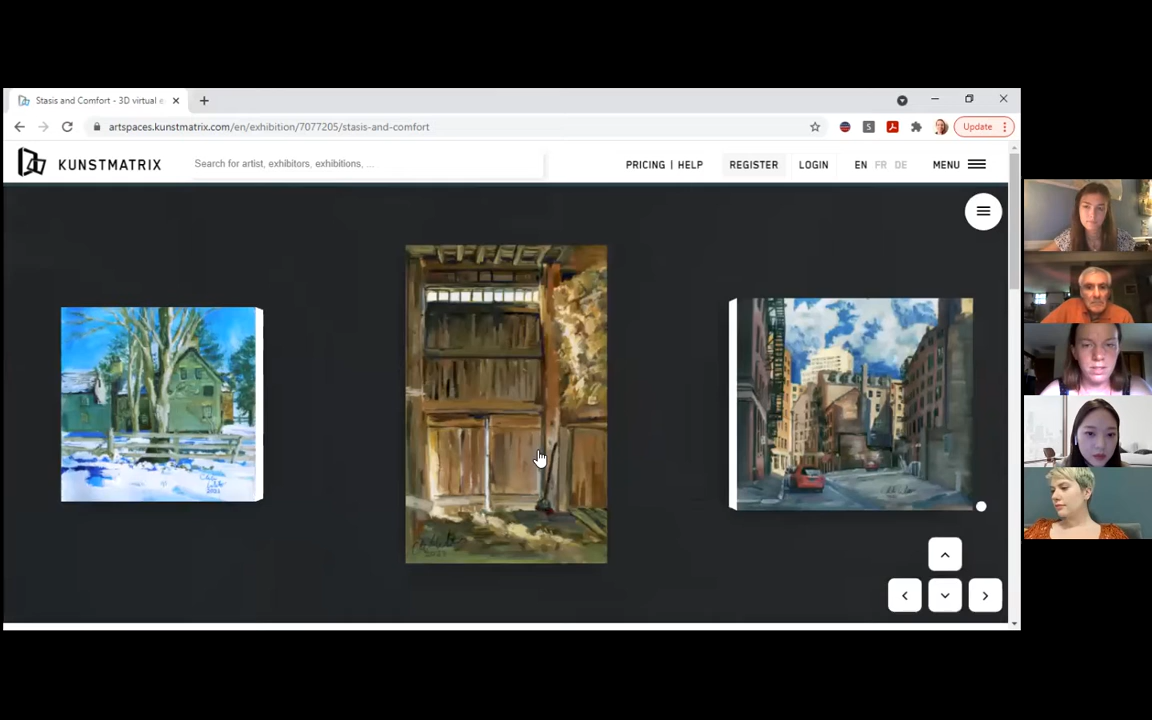 Stasis and Comfort - 3D virtual e
artspaces.kunstmatrix.com/en/exhibition/7077205/stasis-and-comfort
Update
KUNSTMATRIX
Search for artist, exhibitors, exhibitions, ...
PRICING | HELP
REGISTER
LOGIN
EN FR DE
MENU
2021